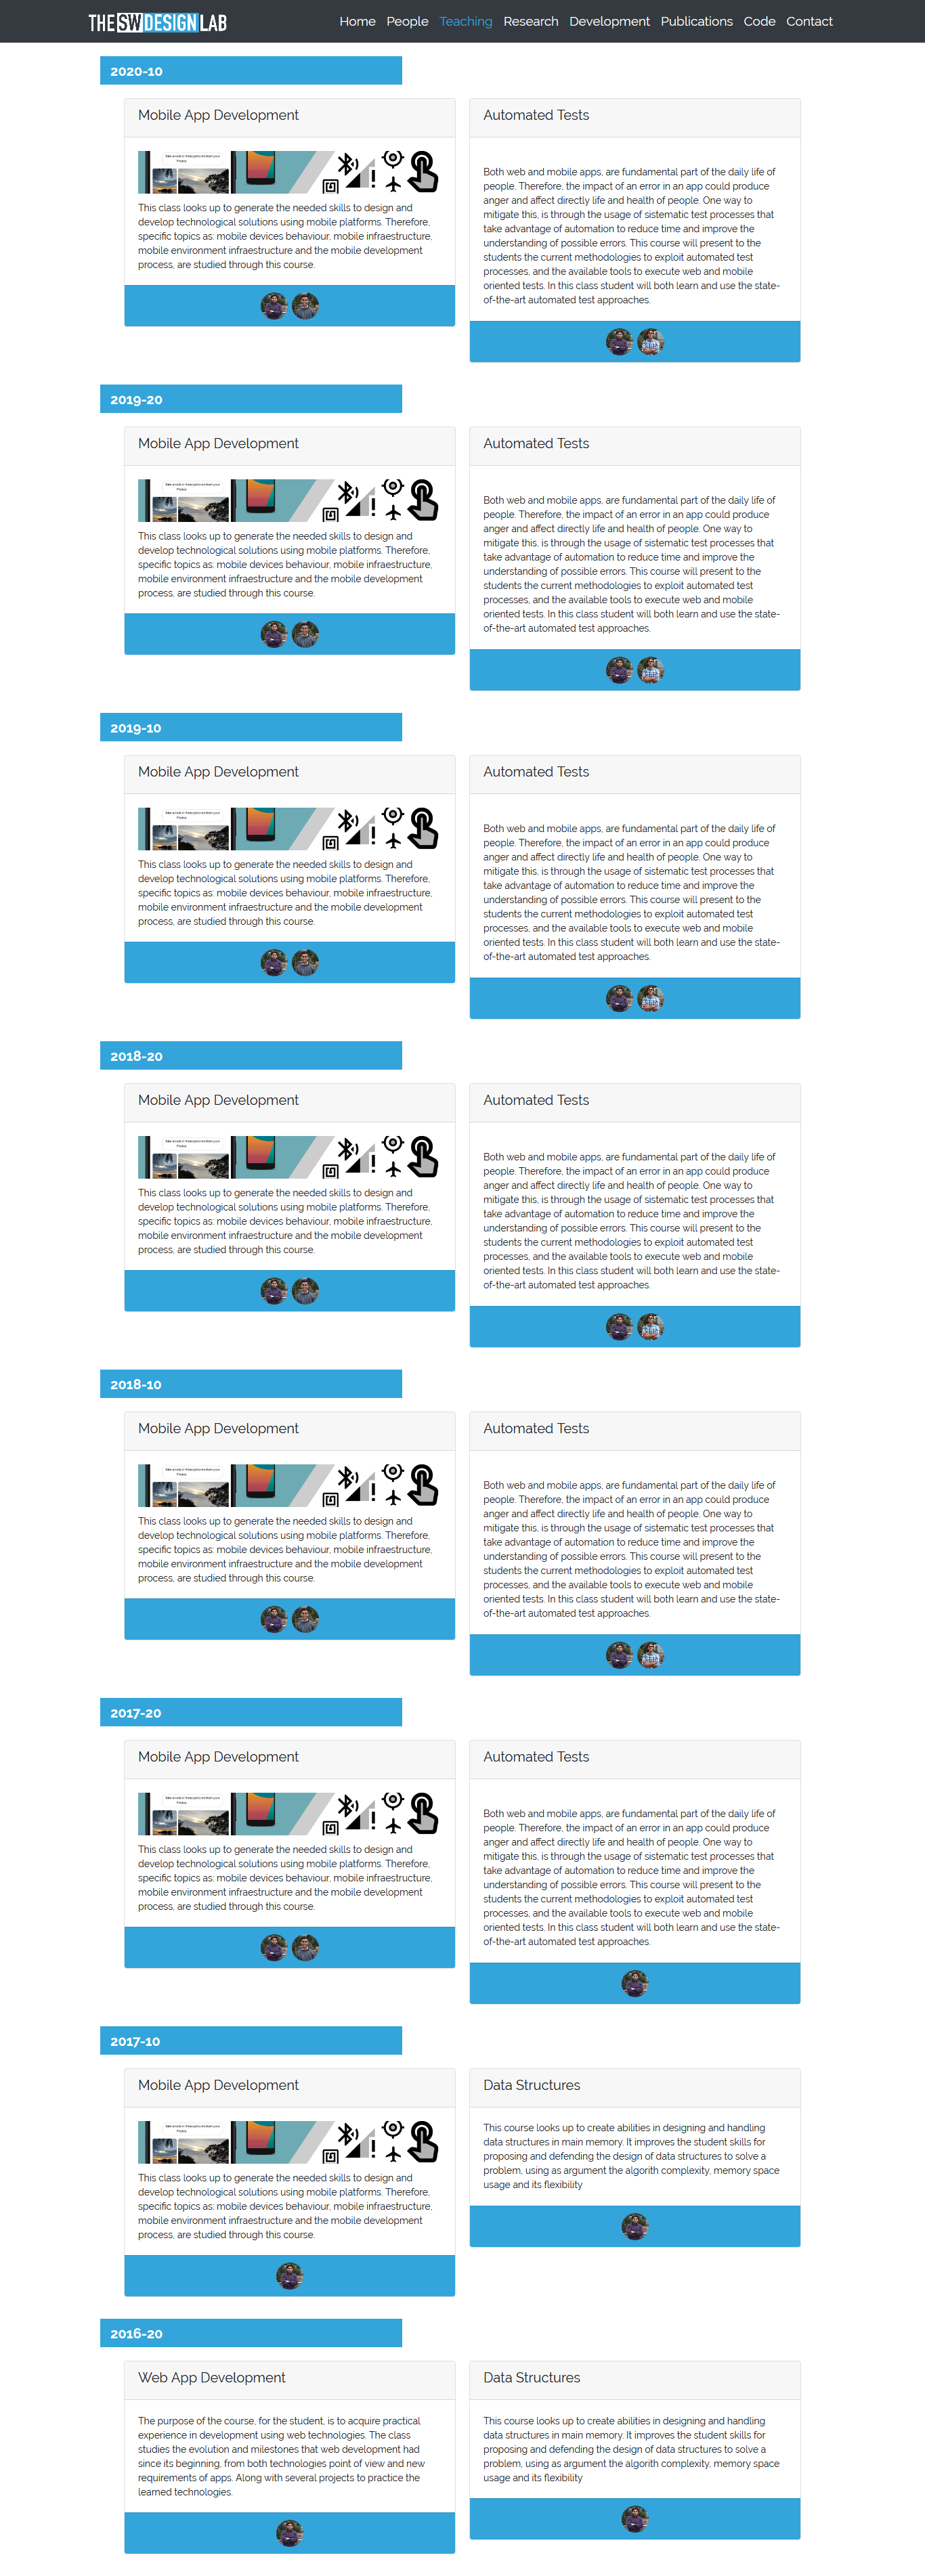 THE SWDESIGN LAB
Home People Teaching Research Development Publications Code Contact
2020-10
Mobile App Development
This class looks up to generate the needed skills to design and
develop technological solutions using mobile platforms. Therefore,
specific topics as: mobile devices behaviour, mobile infraestructure,
mobile environment infraestructure and the mobile development
process, are studied through this course.
Automated Tests
Both web and mobile apps, are fundamental part of the daily life of
people. Therefore, the impact of an error in an app could produce
anger and affect directly life and health of people. One way to
mitigate this, is through the usage of sistematic test processes that
take advantage of automation to reduce time and improve the
understanding of possible errors. This course will present to the
students the current methodologies to exploit automated test
processes, and the available tools to execute web and mobile
oriented tests. In this class student will both learn and use the state-
of-the-art automated test approaches.
2019-20
Mobile App Development
This class looks up to generate the needed skills to design and
develop technological solutions using mobile platforms. Therefore,
specific topics as: mobile devices behaviour, mobile infraestructure,
mobile environment infraestructure and the mobile development
process, are studied through this course.
Automated Tests
Both web and mobile apps, are fundamental part of the daily life of
people. Therefore, the impact of an error in an app could produce
anger and affect directly life and health of people. One way to
mitigate this, is through the usage of sistematic test processes that
take advantage of automation to reduce time and improve the
understanding of possible errors. This course will present to the
students the current methodologies to exploit automated test
processes, and the available tools to execute web and mobile
oriented tests. In this class student will both learn and use the state-
of-the-art automated test approaches.
2019-10
Mobile App Development
This class looks up to generate the needed skills to design and
develop technological solutions using mobile platforms. Therefore,
specific topics as: mobile devices behaviour, mobile infraestructure,
mobile environment infraestructure and the mobile development
process, are studied through this course.
Automated Tests
Both web and mobile apps, are fundamental part of the daily life of
people. Therefore, the impact of an error in an app could produce
anger and affect directly life and health of people. One way to
mitigate this, is through the usage of sistematic test processes that
take advantage of automation to reduce time and improve the
understanding of possible errors. This course will present to the
students the current methodologies to exploit automated test
processes, and the available tools to execute web and mobile
oriented tests. In this class student will both learn and use the state-
of-the-art automated test approaches.
2018-20
Mobile App Development
This class looks up to generate the needed skills to design and
develop technological solutions using mobile platforms. Therefore,
specific topics as: mobile devices behaviour, mobile infraestructure,
mobile environment infraestructure and the mobile development
process, are studied through this course.
Automated Tests
Both web and mobile apps, are fundamental part of the daily life of
people. Therefore, the impact of an error in an app could produce
anger and affect directly life and health of people. One way to
mitigate this, is through the usage of sistematic test processes that
take advantage of automation to reduce time and improve the
understanding of possible errors. This course will present to the
students the current methodologies to exploit automated test
processes, and the available tools to execute web and mobile
oriented tests. In this class student will both learn and use the state-
of-the-art automated test approaches.
2018-10
Mobile App Development
This class looks up to generate the needed skills to design and
develop technological solutions using mobile platforms. Therefore,
specific topics as: mobile devices behaviour, mobile infraestructure,
mobile environment infraestructure and the mobile development
process, are studied through this course.
Automated Tests
Both web and mobile apps, are fundamental part of the daily life of
people. Therefore, the impact of an error in an app could produce
anger and affect directly life and health of people. One way to
mitigate this, is through the usage of sistematic test processes that
take advantage of automation to reduce time and improve the
understanding of possible errors. This course will present to the
students the current methodologies to exploit automated test
processes, and the available tools to execute web and mobile
oriented tests. In this class student will both learn and use the state-
of-the-art automated test approaches.
2017-20
Mobile App Development
This class looks up to generate the needed skills to design and
develop technological solutions using mobile platforms. Therefore,
specific topics as: mobile devices behaviour, mobile infraestructure,
mobile environment infraestructure and the mobile development
process, are studied through this course.
Automated Tests
Both web and mobile apps, are fundamental part of the daily life of
people. Therefore, the impact of an error in an app could produce
anger and affect directly life and health of people. One way to
mitigate this, is through the usage of sistematic test processes that
take advantage of automation to reduce time and improve the
understanding of possible errors. This course will present to the
students the current methodologies to exploit automated test
processes, and the available tools to execute web and mobile
oriented tests. In this class student will both learn and use the state-
of-the-art automated test approaches.
2017-10
Mobile App Development
This class looks up to generate the needed skills to design and
develop technological solutions using mobile platforms. Therefore,
specific topics as: mobile devices behaviour, mobile infraestructure,
mobile environment infraestructure and the mobile development
process, are studied through this course.
Data Structures
This course looks up to create abilities in designing and handling
data structures in main memory. It improves the student skills for
proposing and defending the design of data structures to solve a
problem, using as argument the algorith complexity, memory space
usage and its flexibility
2016-20
Web App Development
The purpose of the course, for the student, is to acquire practical
experience in development using web technologies. The class
studies the evolution and milestones that web development had
since its beginning, from both technologies point of view and new
requirements of apps. Along with several projects to practice the
learned technologies.
Data Structures
This course looks up to create abilities in designing and handling
data structures in main memory. It improves the student skills for
proposing and defending the design of data structures to solve a
problem, using as argument the algorith complexity, memory space
usage and its flexibility